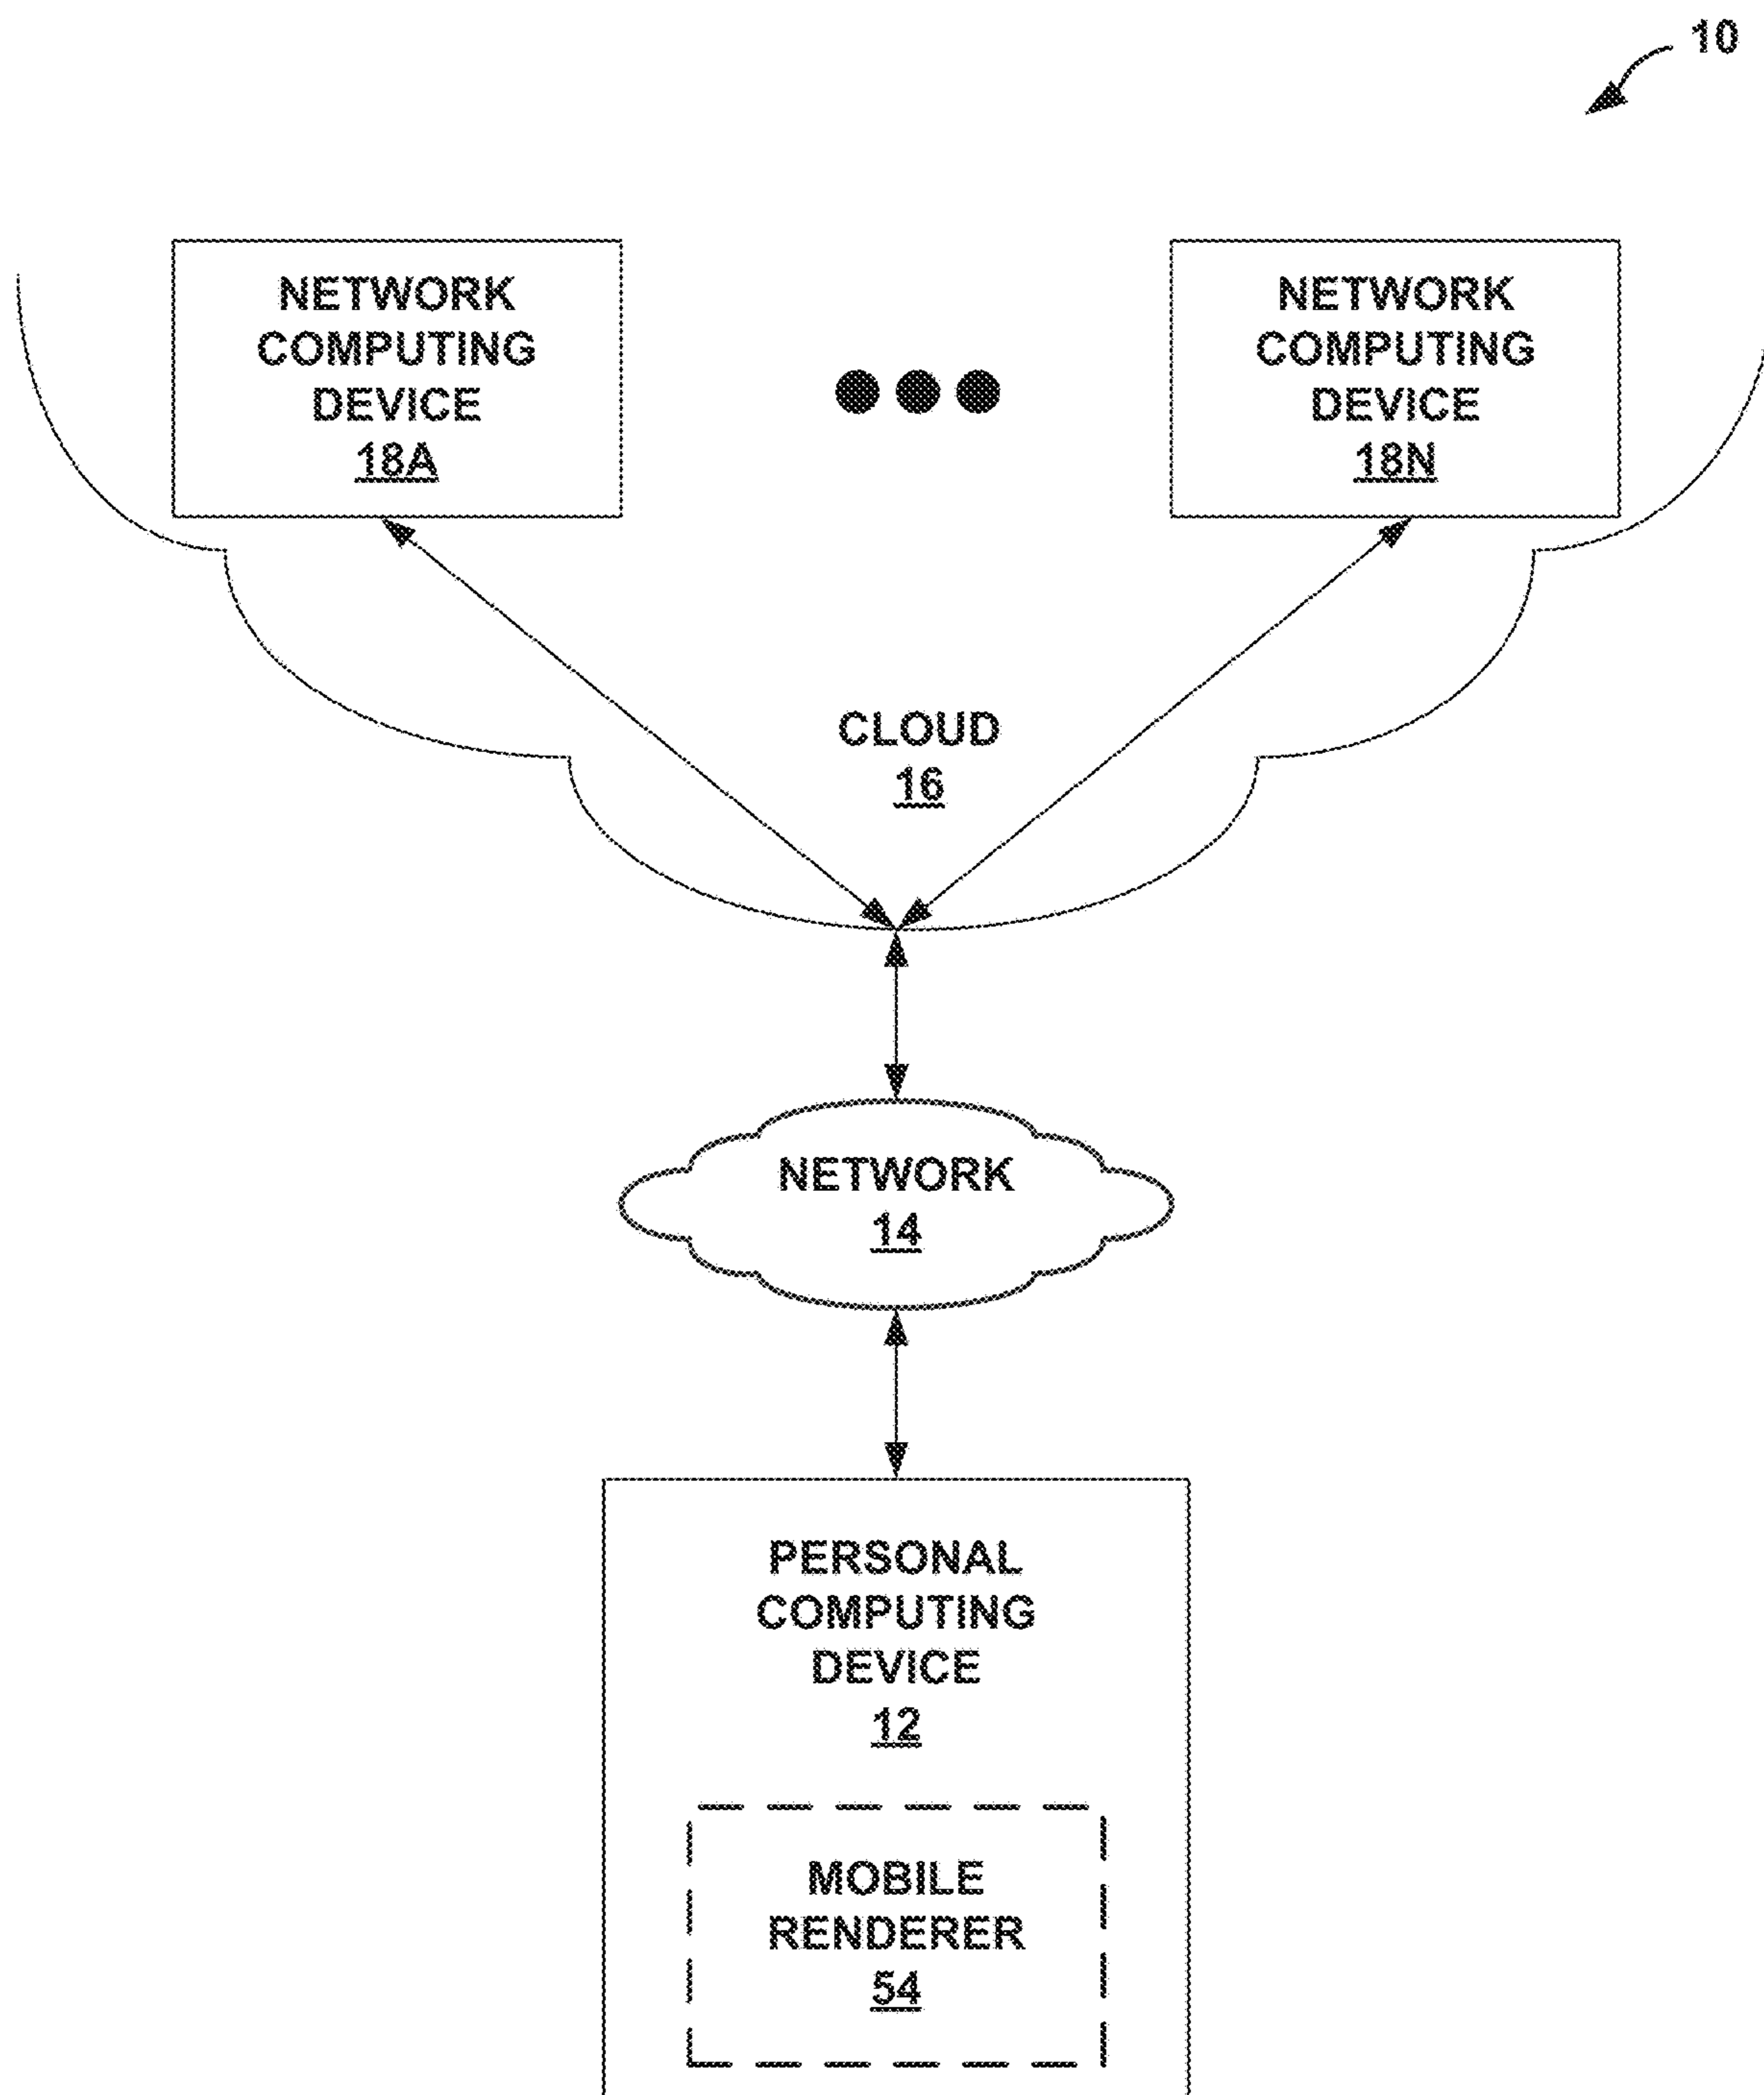 10
NETWORK
COMPUTING
DEVICE
18A
NETWORK
COMPUTING
DEVICE
18N
CLOUD
16
NETWORK
14
PERSONAL
COMPUTING
DEVICE
12
MOBILE
RENDERER
54